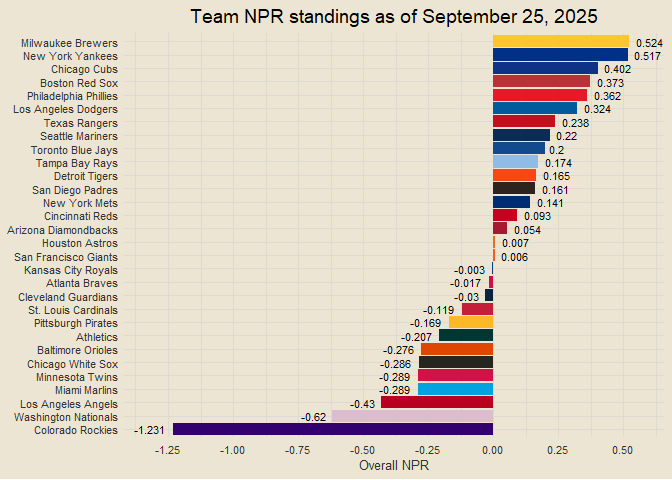 Team NPR standings as of September 25, 2025
Milwaukee Brewers 0.524
New York Yankees 0.517
Chicago Cubs 0.402
Boston Red Sox 0.373
Philadelphia Phillies 0.362
Los Angeles Dodgers 0.324
Texas Rangers 0.238
Seattle Mariners 0.22
Toronto Blue Jays 0.2
Tampa Bay Rays 0.174
Detroit Tigers 0.165
San Diego Padres 0.161
New York Mets 0.141
Cincinnati Reds 0.093
Arizona Diamondbacks 0.054
Houston Astros 0.007
San Francisco Giants 0.006
Kansas City Royals -0.003
Atlanta Braves -0.017
Cleveland Guardians -0.03
St. Louis Cardinals -0.119
Pittsburgh Pirates -0.169
Athletics -0.207
Baltimore Orioles -0.276
Chicago White Sox -0.286
Minnesota Twins -0.289
Miami Marlins -0.289
Los Angeles Angels -0.43
Washington Nationals -0.62
Colorado Rockies -1.231
-1.25 -1.00 -0.75 -0.50 -0.25 0.00 0.25 0.50
Overall NPR